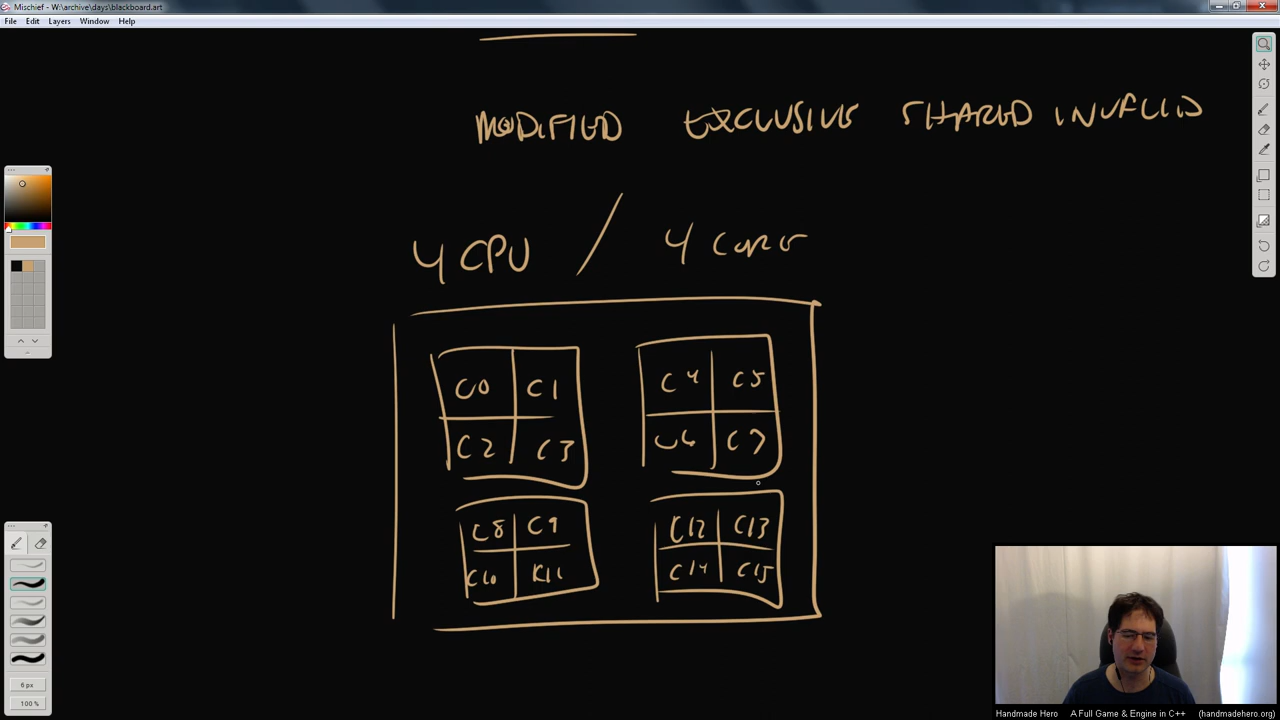 Mischief - W:\archive\days\blackboard.art
File Edit Layers Window Help
MODIFIED EXCLUSIVE SHARED INVALID
4 CPU / 4 CORE
C0 C1
C2 C3
C4 C5
C6 C7
C8 C9
C10 C11
C12 C13
C14 C15
6 px
100 %
Handmade Hero A Full Game & Engine in C++ (handmadehero.org)